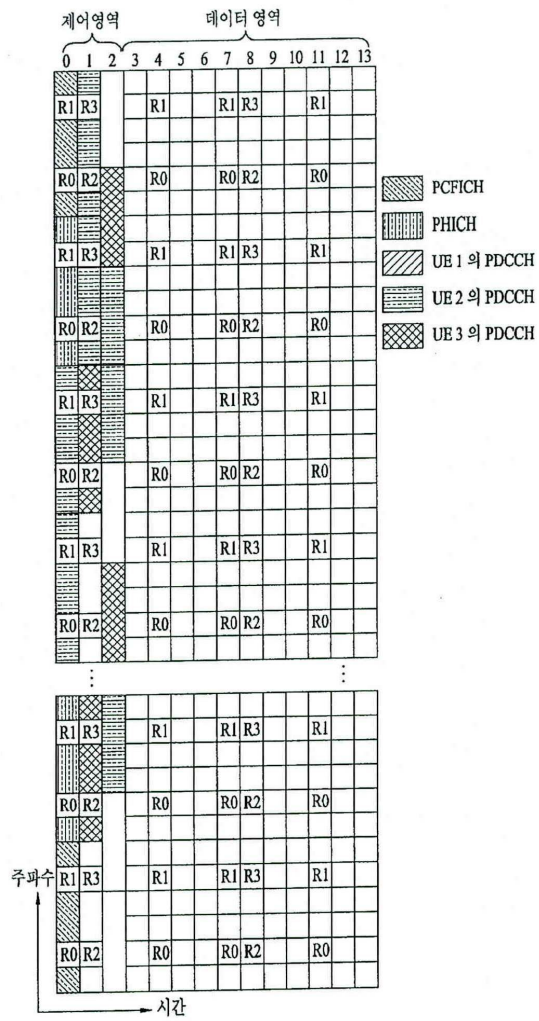 제어영역 데이터 영역
0 1 2 3 4 5 6 7 8 9 10 11 12 13
R1 R3 R1 R1 R3 R1
R0 R2 R0 R0 R2 R0
R1 R3 R1 R1 R3 R1
R0 R2 R0 R0 R2 R0
R1 R3 R1 R1 R3 R1
R0 R2 R0 R0 R2 R0
R1 R3 R1 R1 R3 R1
R0 R2 R0 R0 R2 R0
PCFICH
PHICH
UE 1 의 PDCCH
UE 2 의 PDCCH
UE 3 의 PDCCH
R1 R3 R1 R1 R3 R1
R0 R2 R0 R0 R2 R0
주파수 R1 R3 R1 R1 R3 R1
R0 R2 R0 R0 R2 R0
시간